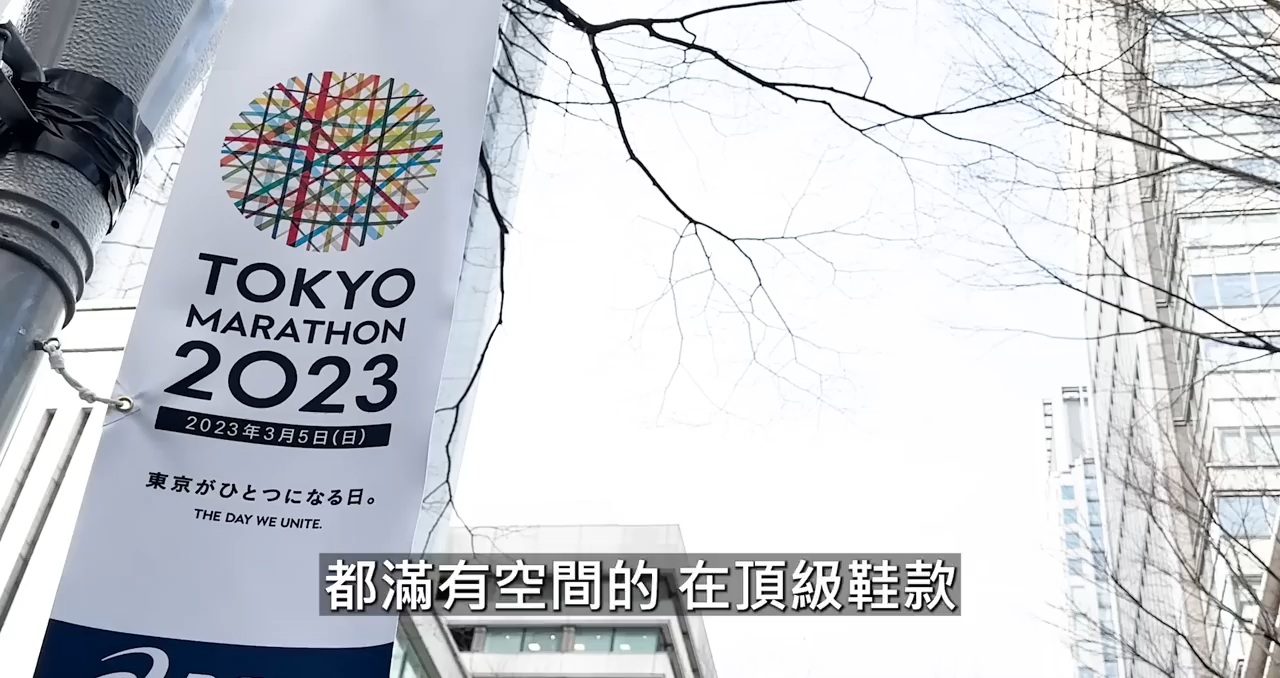 TOKYO
MARATHON
2023
2023年3月5日(日)
東京がひとつになる日。
THE DAY WE UNITE.
都滿有空間的 在頂級鞋款